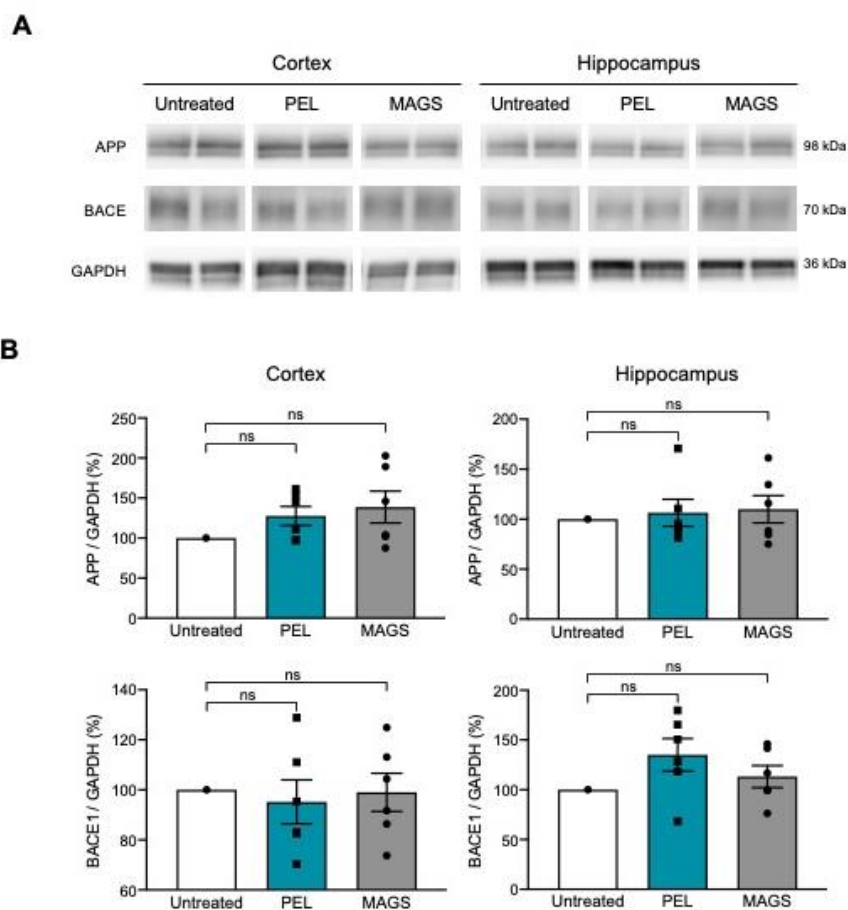 A
Cortex Hippocampus
Untreated PEL MAGS Untreated PEL MAGS
APP 98 kDa
BACE 70 kDa
GAPDH 36 kDa
B
Cortex Hippocampus
APP / GAPDH (%)
250
200
150
100
50
0
ns
ns
Untreated PEL MAGS
APP / GAPDH (%)
200
150
100
50
0
ns
ns
Untreated PEL MAGS
BACE1 / GAPDH (%)
140
120
100
80
60
ns
ns
Untreated PEL MAGS
BACE1 / GAPDH (%)
200
150
100
50
0
ns
ns
Untreated PEL MAGS